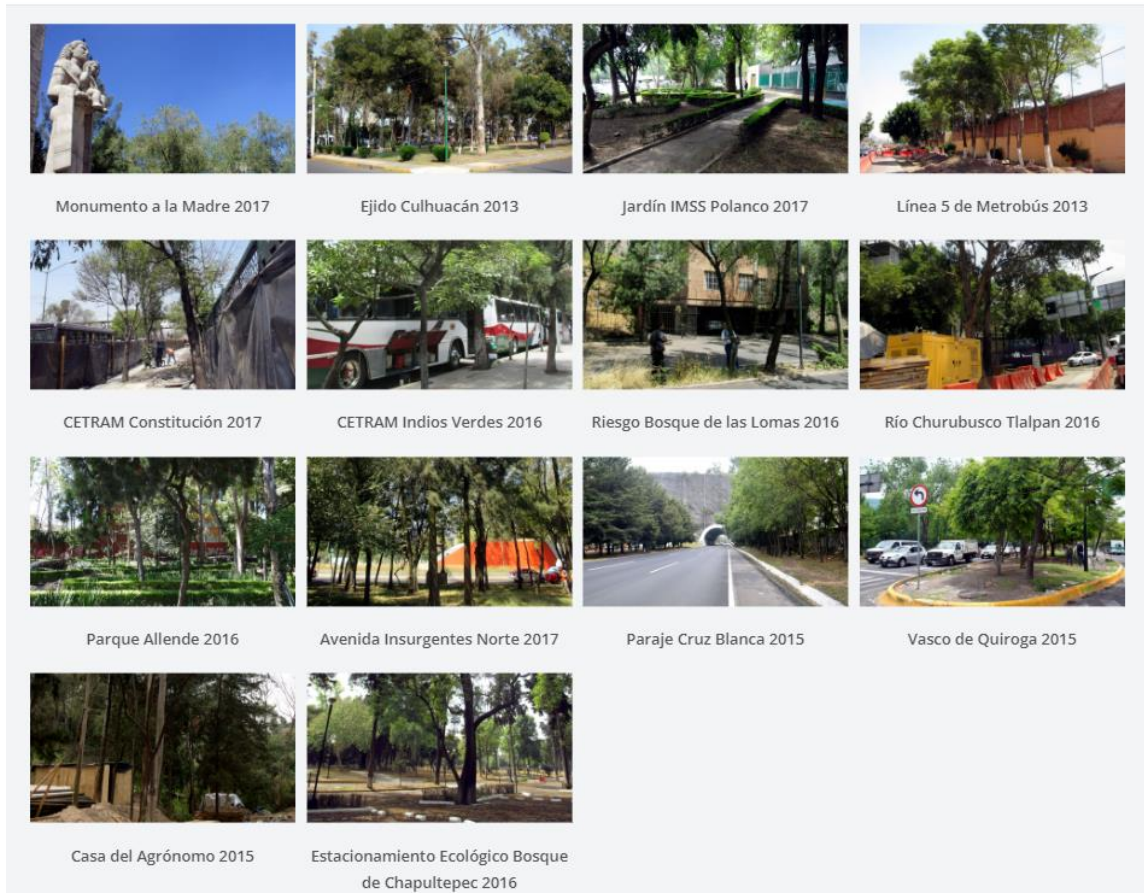 Monumento a la Madre 2017
Ejido Culhuacán 2013
Jardín IMSS Polanco 2017
Línea 5 de Metrobús 2013
CETRAM Constitución 2017
CETRAM Indios Verdes 2016
Riesgo Bosque de las Lomas 2016
Río Churubusco Tlalpan 2016
Parque Allende 2016
Avenida Insurgentes Norte 2017
Paraje Cruz Blanca 2015
Vasco de Quiroga 2015
Casa del Agrónomo 2015
Estacionamiento Ecológico Bosque
de Chapultepec 2016